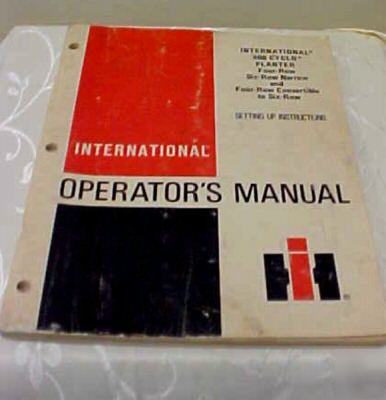 INTERNATIONAL®
400 CYCLO®
PLANTER
Four-Row
Six-Row Narrow
and
Four-Row Convertible
to Six-Row
SETTING UP INSTRUCTIONS
INTERNATIONAL®
OPERATOR'S MANUAL
IH®